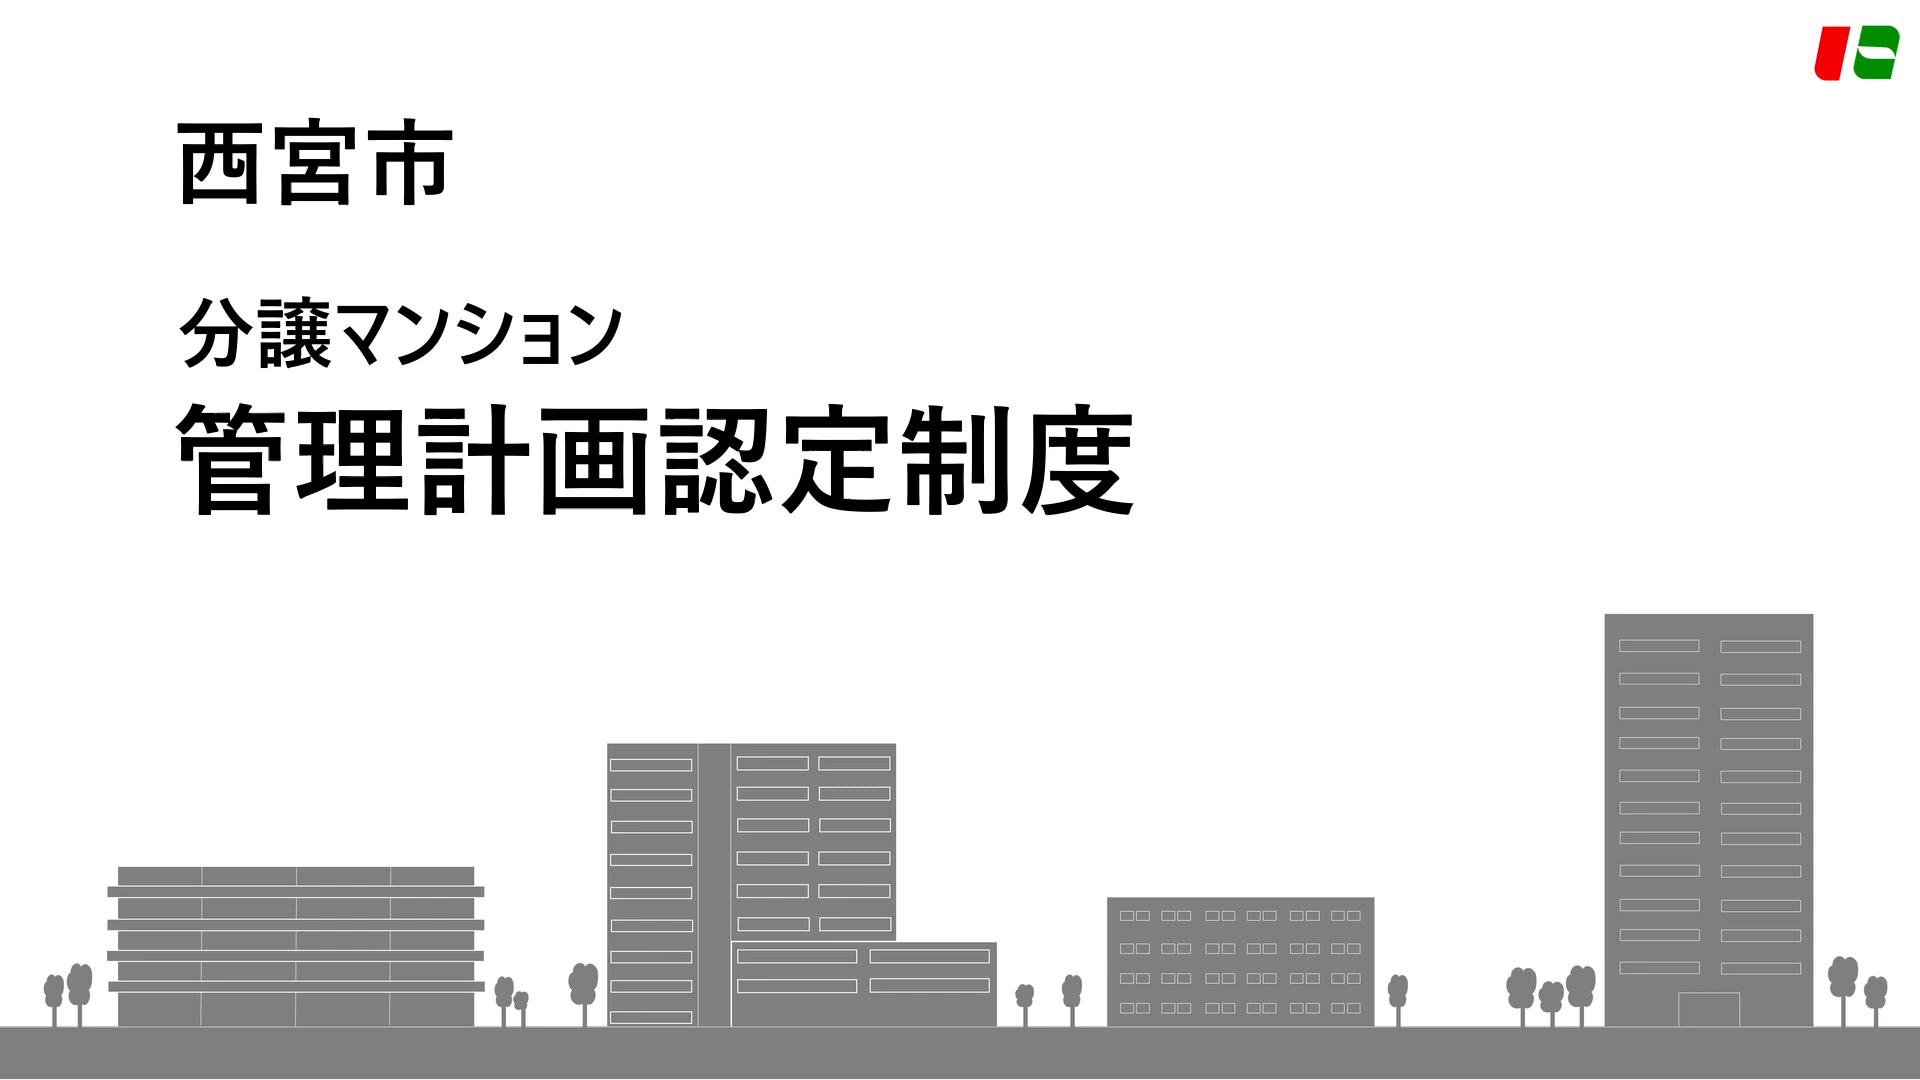 西宮市
分譲マンション
管理計画認定制度